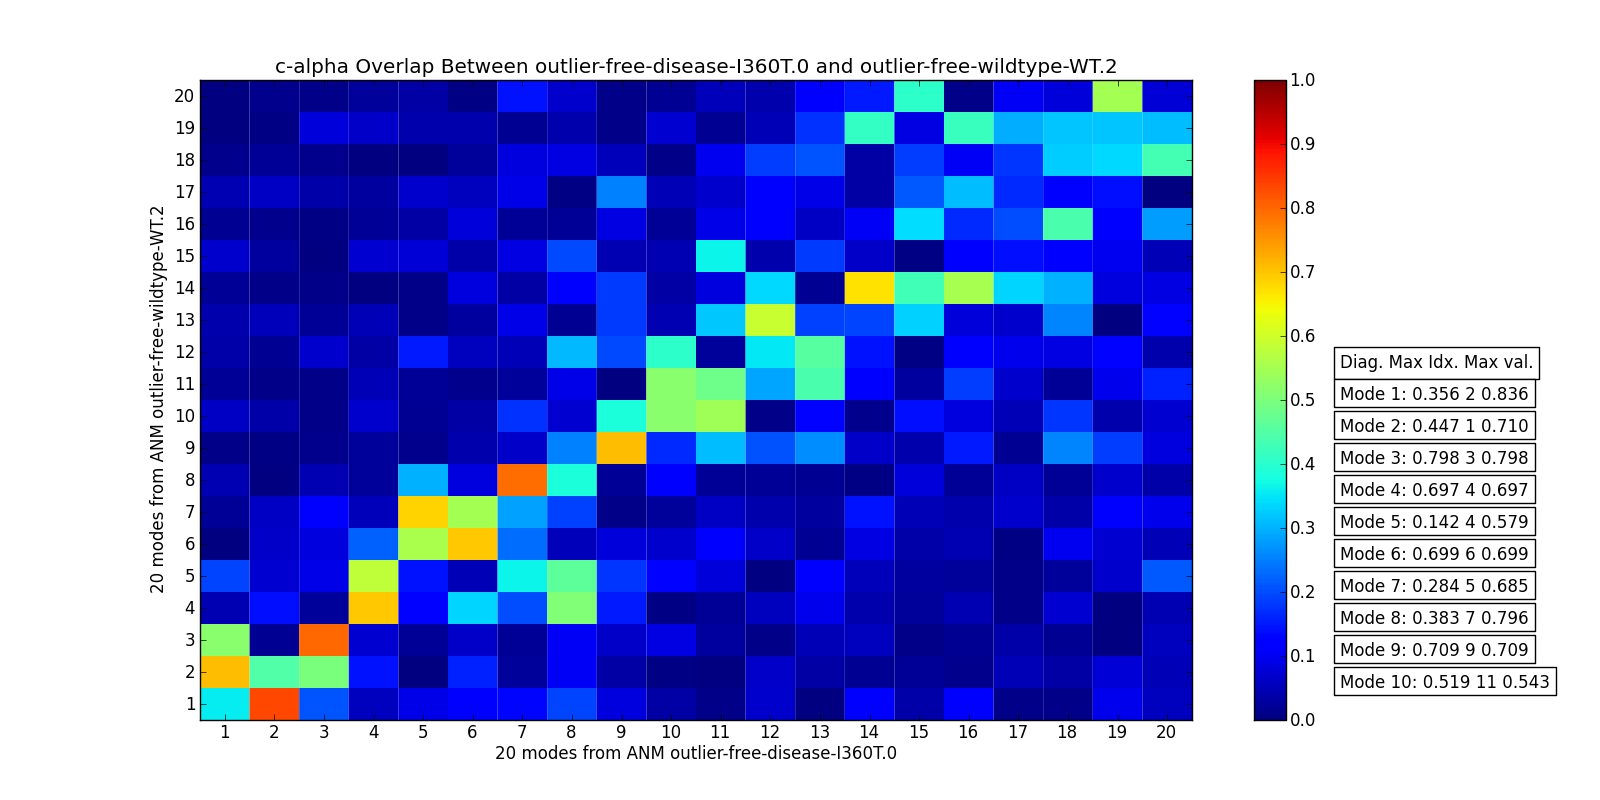 c-alpha Overlap Between outlier-free-disease-I360T.0 and outlier-free-wildtype-WT.2
20 modes from ANM outlier-free-wildtype-WT.2
20
19
18
17
16
15
14
13
12
11
10
9
8
7
6
5
4
3
2
1
1 2 3 4 5 6 7 8 9 10 11 12 13 14 15 16 17 18 19 20
20 modes from ANM outlier-free-disease-I360T.0
1.0
0.9
0.8
0.7
0.6
0.5
0.4
0.3
0.2
0.1
0.0
Diag. Max Idx. Max val.
Mode 1: 0.356 2 0.836
Mode 2: 0.447 1 0.710
Mode 3: 0.798 3 0.798
Mode 4: 0.697 4 0.697
Mode 5: 0.142 4 0.579
Mode 6: 0.699 6 0.699
Mode 7: 0.284 5 0.685
Mode 8: 0.383 7 0.796
Mode 9: 0.709 9 0.709
Mode 10: 0.519 11 0.543